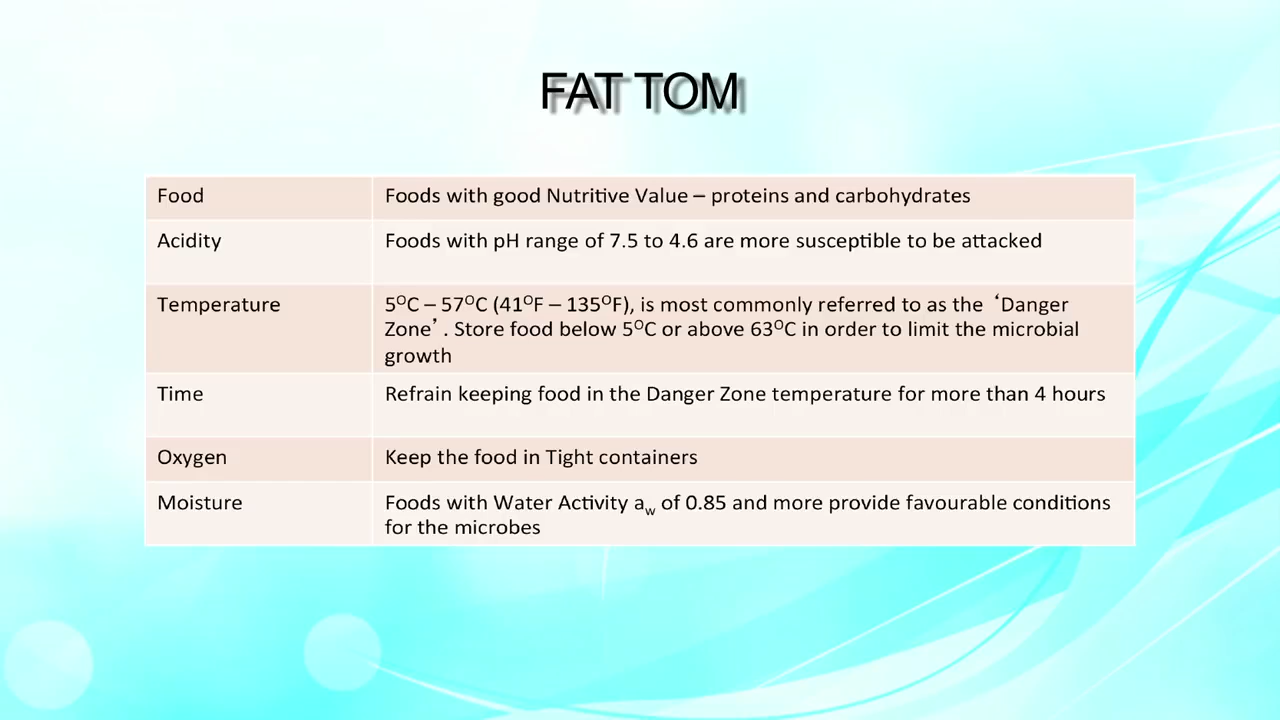 FAT TOM
Food
Foods with good Nutritive Value – proteins and carbohydrates
Acidity
Foods with pH range of 7.5 to 4.6 are more susceptible to be attacked
Temperature
5ᴼC – 57ᴼC (41ᴼF – 135ᴼF), is most commonly referred to as the ‘Danger
Zone’. Store food below 5ᴼC or above 63ᴼC in order to limit the microbial
growth
Time
Refrain keeping food in the Danger Zone temperature for more than 4 hours
Oxygen
Keep the food in Tight containers
Moisture
Foods with Water Activity a_w of 0.85 and more provide favourable conditions
for the microbes